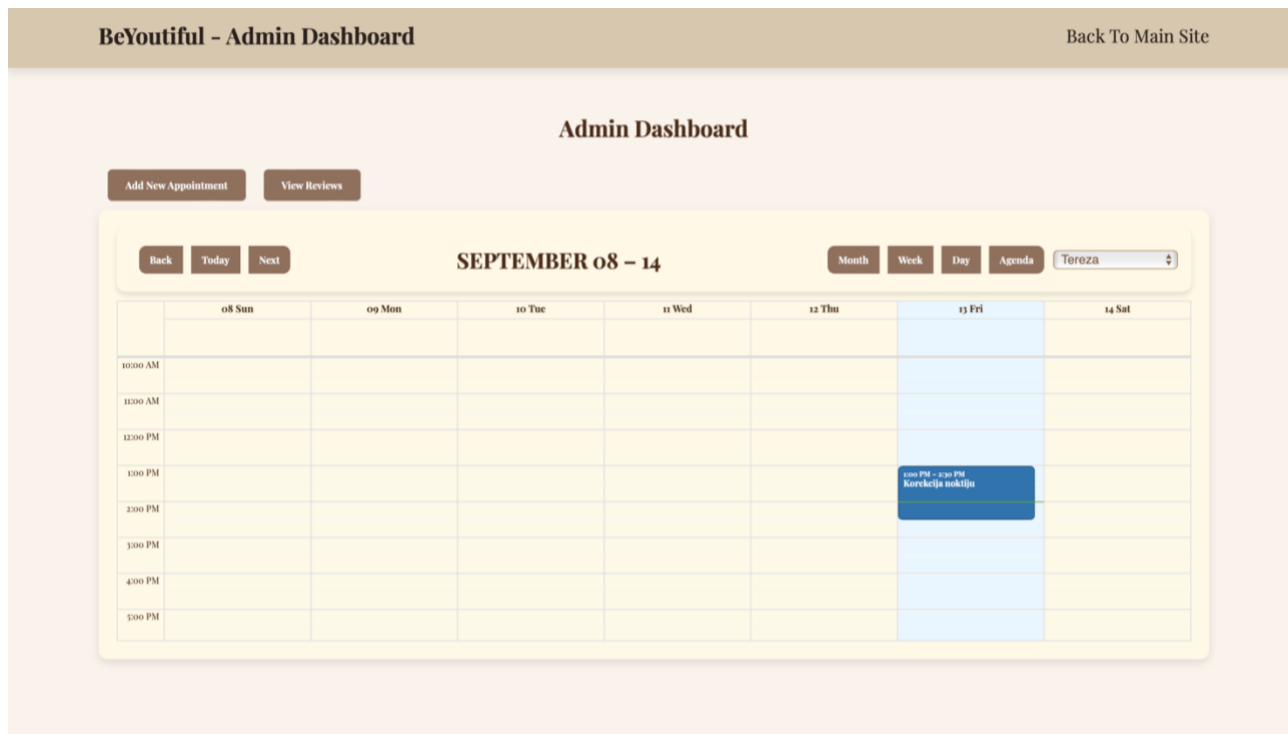 BeYoutiful - Admin Dashboard
Back To Main Site
Admin Dashboard
Add New Appointment
View Reviews
Back
Today
Next
SEPTEMBER 08 – 14
Month
Week
Day
Agenda
Tereza
08 Sun
09 Mon
10 Tue
11 Wed
12 Thu
13 Fri
14 Sat
10:00 AM
11:00 AM
12:00 PM
1:00 PM
1:00 PM – 2:30 PM
Korekcija noktiju
2:00 PM
3:00 PM
4:00 PM
5:00 PM